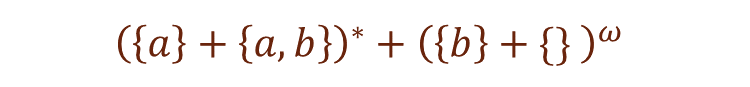 ({a} + {a, b})* + ({b} + {} )^ω